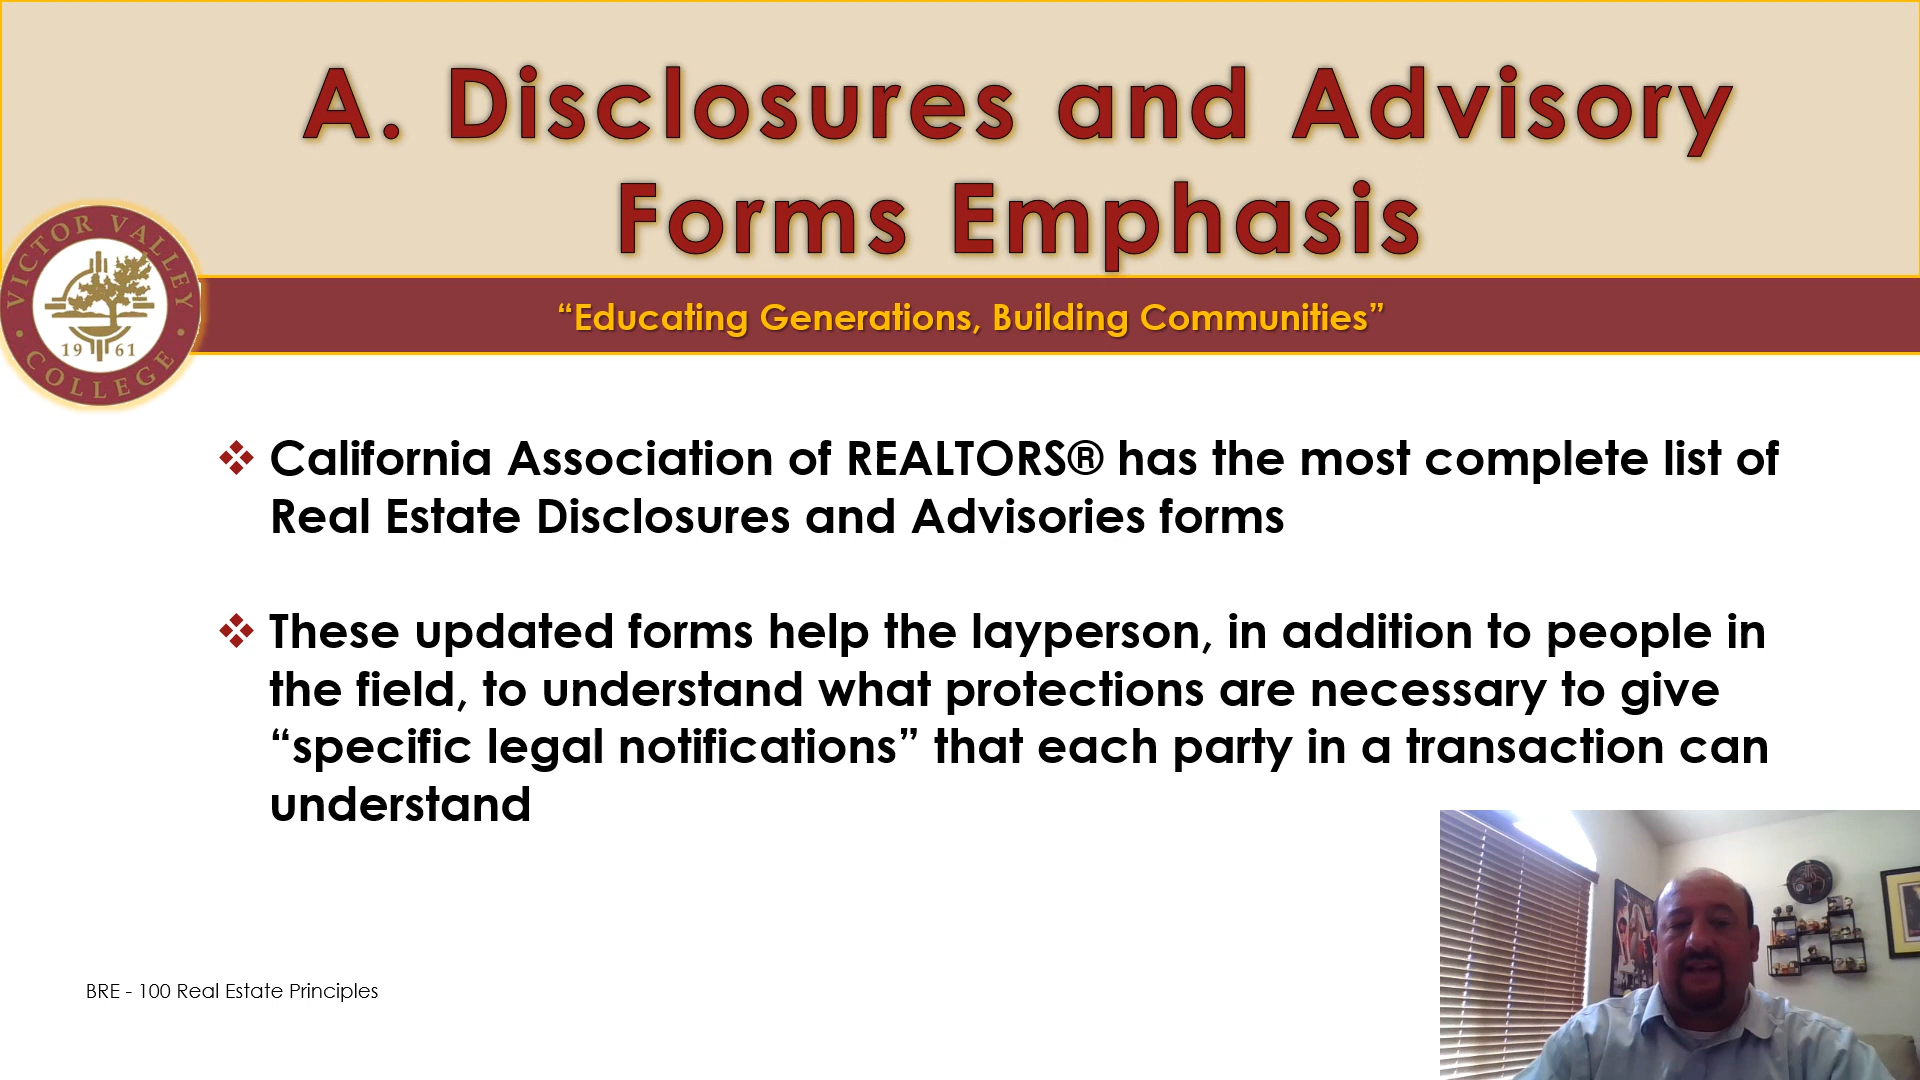 A. Disclosures and Advisory
Forms Emphasis
VICTOR VALLEY
19 61
COLLEGE
“Educating Generations, Building Communities”
❖ California Association of REALTORS® has the most complete list of
Real Estate Disclosures and Advisories forms
❖ These updated forms help the layperson, in addition to people in
the field, to understand what protections are necessary to give
“specific legal notifications” that each party in a transaction can
understand
BRE - 100 Real Estate Principles